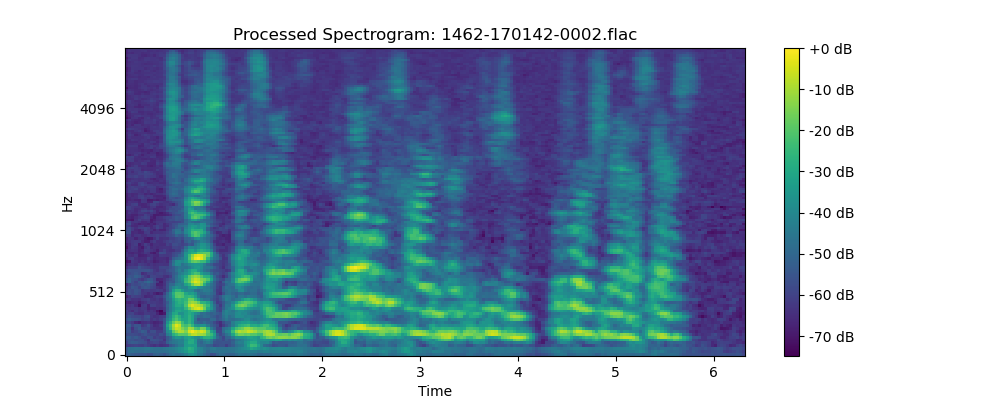 Processed Spectrogram: 1462-170142-0002.flac
Hz
4096
2048
1024
512
0
0 1 2 3 4 5 6
Time
+0 dB
-10 dB
-20 dB
-30 dB
-40 dB
-50 dB
-60 dB
-70 dB